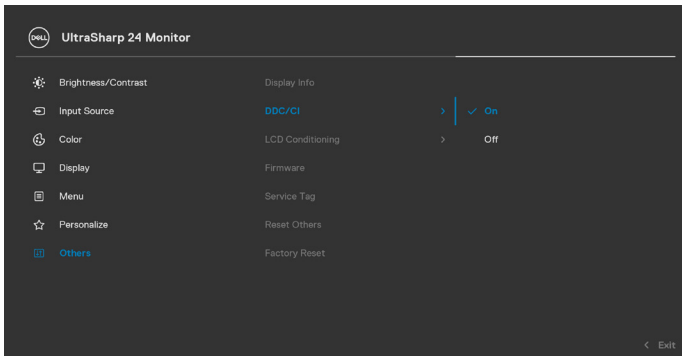 DELL UltraSharp 24 Monitor
Brightness/Contrast Display Info
Input Source DDC/CI > ✓ On
Color LCD Conditioning > Off
Display Firmware
Menu Service Tag
Personalize Reset Others
Others Factory Reset
< Exit